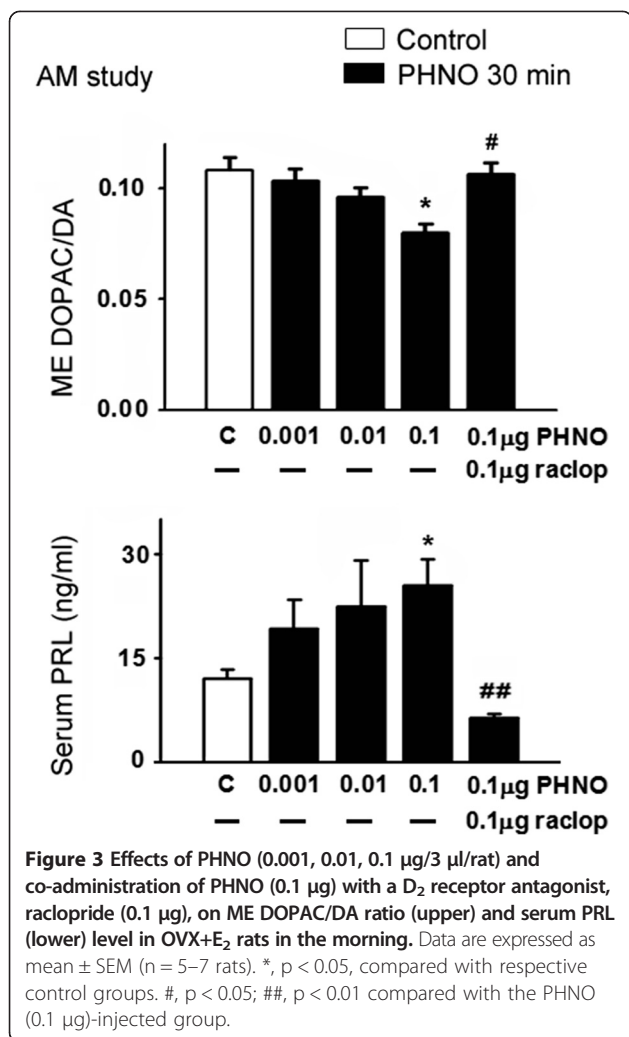 Control
AM study
PHNO 30 min
ME DOPAC/DA
0.10
0.05
0.00
*
#
C 0.001 0.01 0.1 0.1µg PHNO
– – – – 0.1µg raclop
Serum PRL (ng/ml)
30
15
0
*
##
C 0.001 0.01 0.1 0.1µg PHNO
– – – – 0.1µg raclop
Figure 3 Effects of PHNO (0.001, 0.01, 0.1 µg/3 µl/rat) and
co-administration of PHNO (0.1 µg) with a D₂ receptor antagonist,
raclopride (0.1 µg), on ME DOPAC/DA ratio (upper) and serum PRL
(lower) level in OVX+E₂ rats in the morning. Data are expressed as
mean ± SEM (n = 5–7 rats). *, p < 0.05, compared with respective
control groups. #, p < 0.05; ##, p < 0.01 compared with the PHNO
(0.1 µg)-injected group.